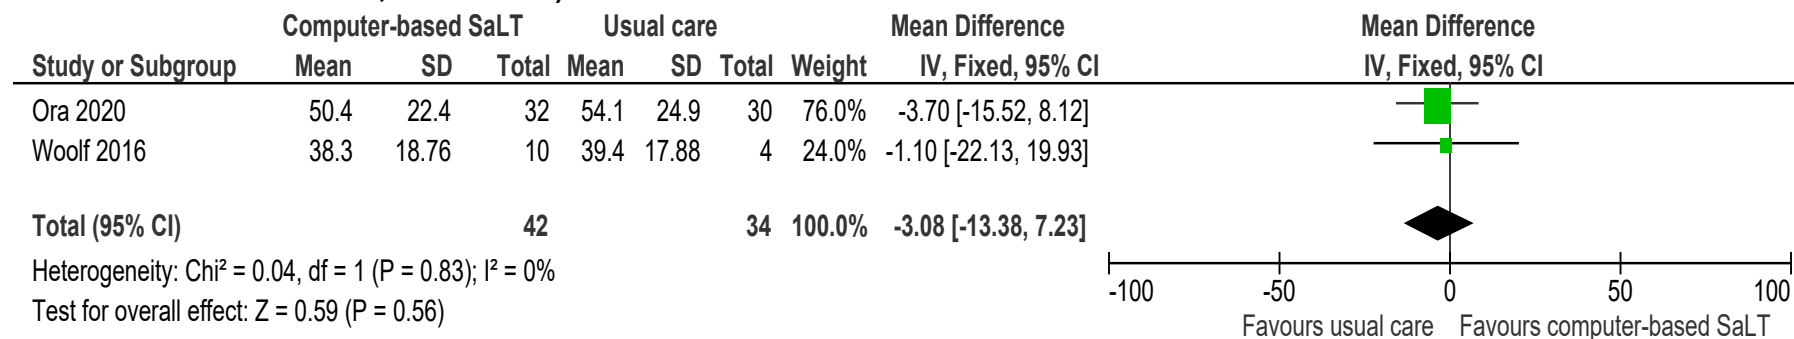 Computer-based SaLT Usual care Mean Difference Mean Difference
Study or Subgroup Mean SD Total Mean SD Total Weight IV, Fixed, 95% CI IV, Fixed, 95% CI
Ora 2020 50.4 22.4 32 54.1 24.9 30 76.0% -3.70 [-15.52, 8.12]
Woolf 2016 38.3 18.76 10 39.4 17.88 4 24.0% -1.10 [-22.13, 19.93]
Total (95% CI) 42 34 100.0% -3.08 [-13.38, 7.23]
Heterogeneity: Chi² = 0.04, df = 1 (P = 0.83); I² = 0%
Test for overall effect: Z = 0.59 (P = 0.56)
-100 -50 0 50 100
Favours usual care Favours computer-based SaLT